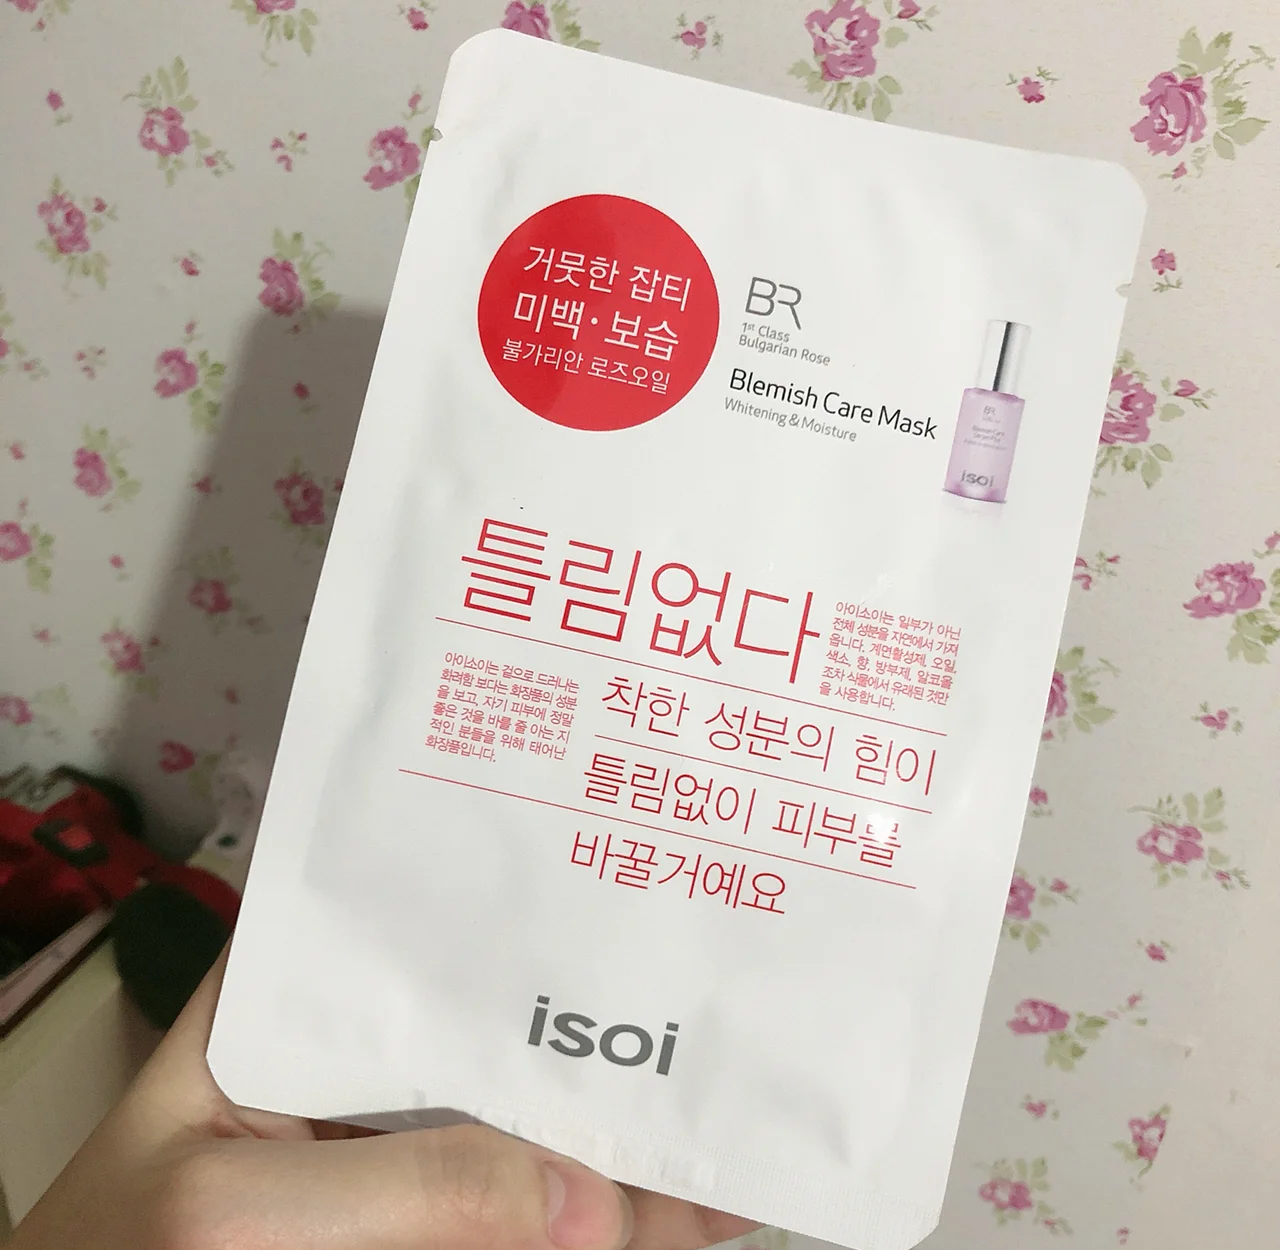 거뭇한 잡티
미백·보습
불가리안 로즈오일
BR
1st Class
Bulgarian Rose
Blemish Care Mask
Whitening & Moisture
BR
isoi
틀림없다
아이소이는 일부가 아닌
전체 성분을 자연에서 가져
옵니다. 계면활성제, 오일,
색소, 향, 방부제, 알코올
조차 식물에서 유래된 것만
을 사용합니다.
아이소이는 겉으로 드러나는
화려함 보다는 화장품의 성분
을 보고, 자기 피부에 정말
좋은 것을 바를 줄 아는 지
적인 분들을 위해 태어난
화장품입니다.
착한 성분의 힘이
틀림없이 피부를
바꿀거예요
isoi